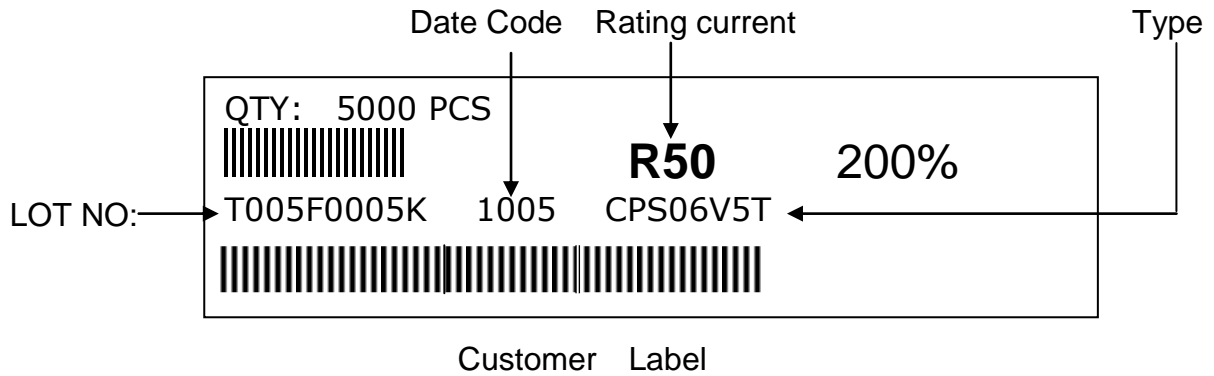 Date Code Rating current Type
QTY: 5000 PCS
R50 200%
LOT NO: T005F0005K 1005 CPS06V5T
Customer Label